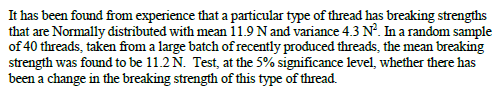 It has been found from experience that a particular type of thread has breaking strengths
that are Normally distributed with mean 11.9 N and variance 4.3 N². In a random sample
of 40 threads, taken from a large batch of recently produced threads, the mean breaking
strength was found to be 11.2 N. Test, at the 5% significance level, whether there has
been a change in the breaking strength of this type of thread.